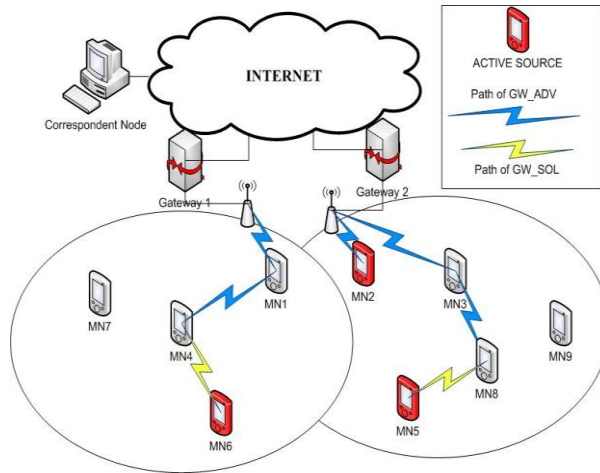 INTERNET
Correspondent Node
Gateway 1
Gateway 2
ACTIVE SOURCE
Path of GW_ADV
Path of GW_SOL
MN1
MN2
MN3
MN7
MN4
MN9
MN8
MN6
MN5